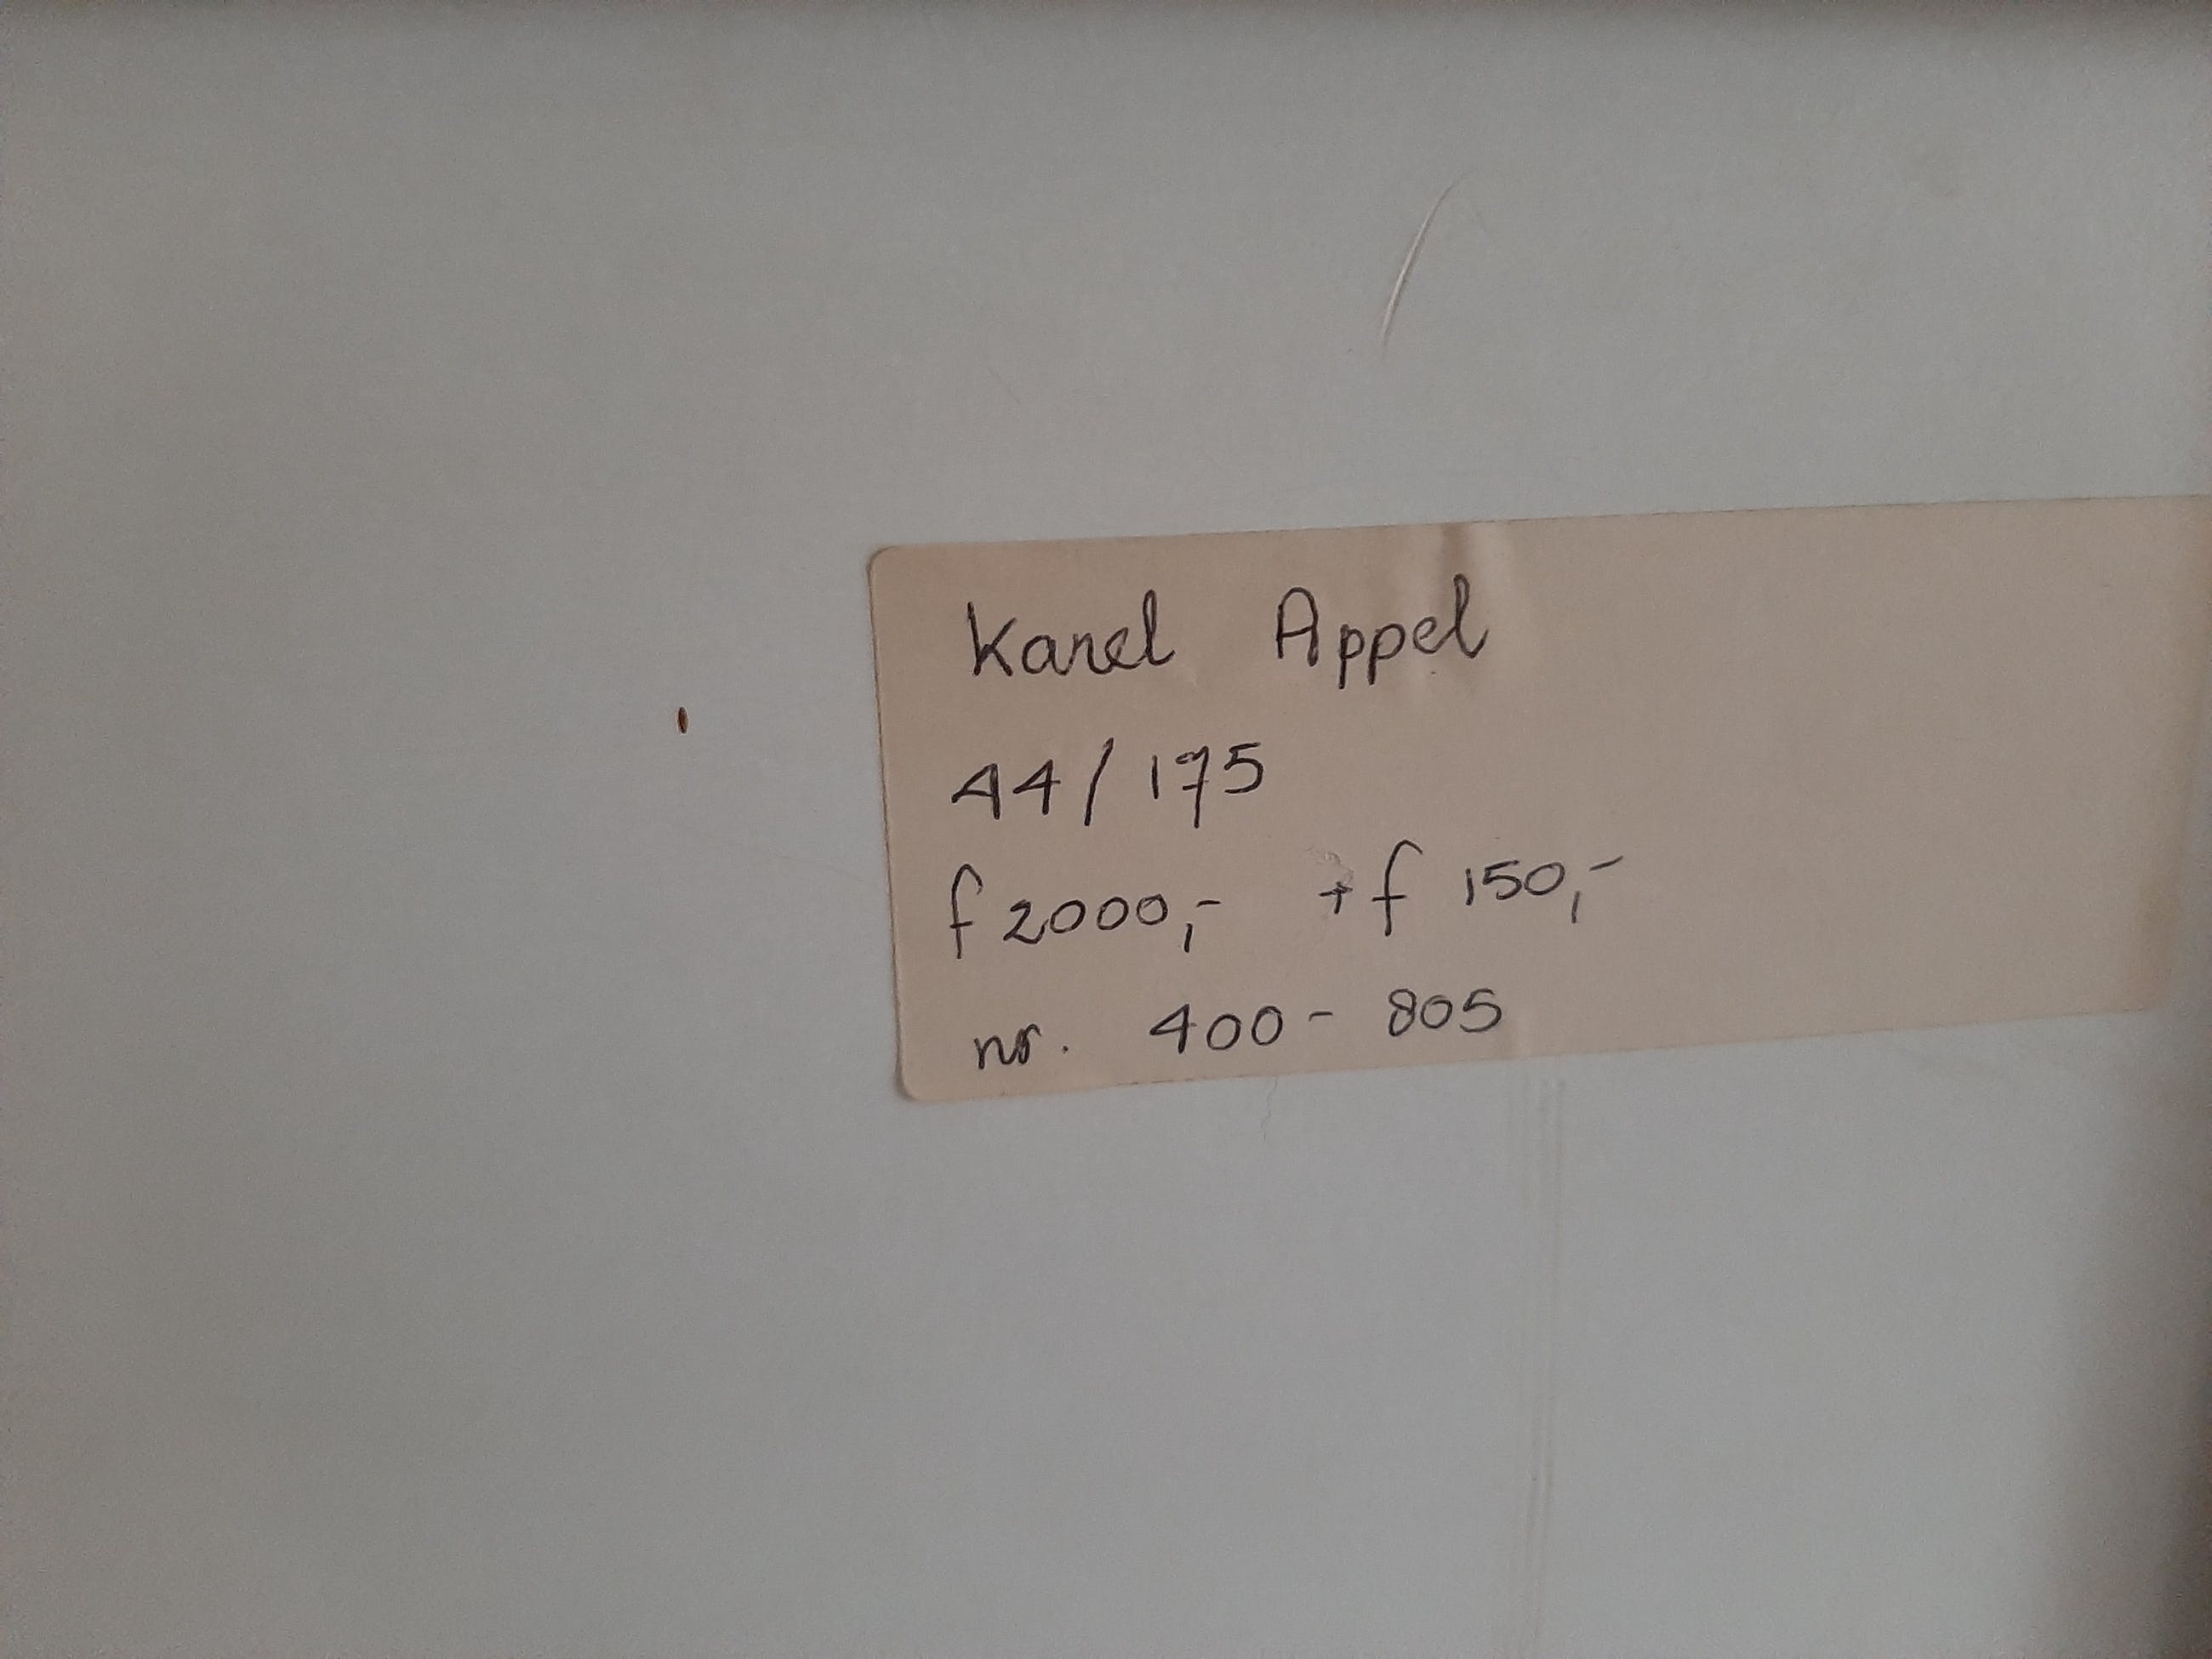 Karel Appel
44/175
f 2000,- + f 150,-
nr. 400 - 805